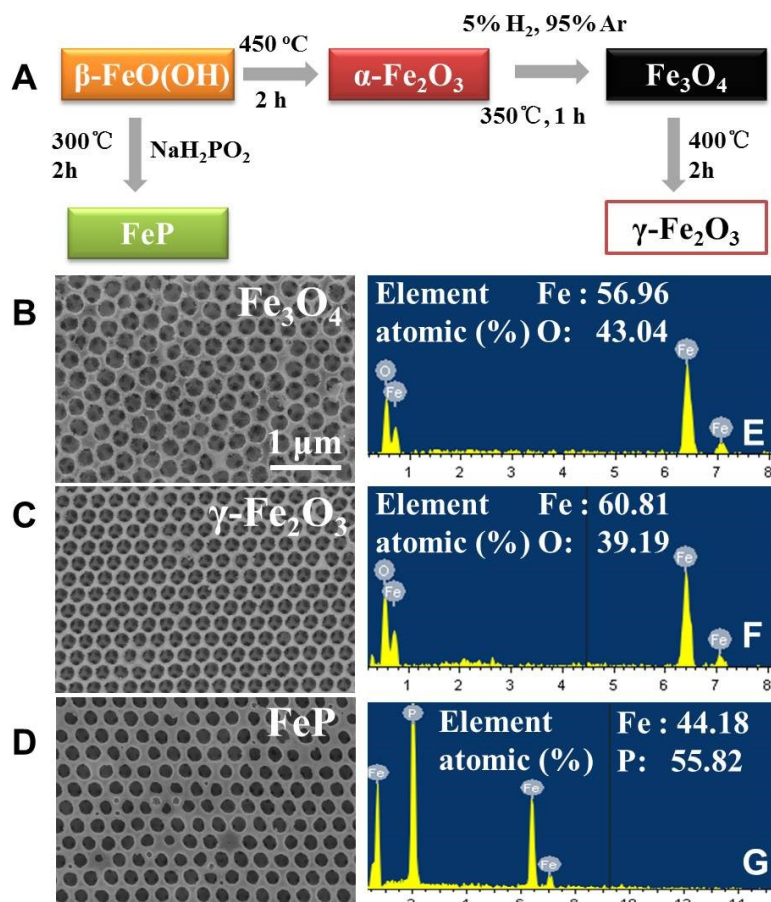 A
β-FeO(OH)
450 ºC
2 h
α-Fe₂O₃
5% H₂, 95% Ar
350℃, 1 h
Fe₃O₄
300℃
2h
NaH₂PO₂
400℃
2h
FeP
γ-Fe₂O₃
B
Fe₃O₄
1 μm
Element Fe : 56.96
atomic (%) O: 43.04
O
Fe
Fe
Fe
E
1 2 3 4 5 6 7 8
C
γ-Fe₂O₃
Element Fe : 60.81
atomic (%) O: 39.19
O
Fe
Fe
Fe
F
1 2 3 4 5 6 7 8
D
FeP
Element Fe : 44.18
atomic (%) P: 55.82
Fe
P
Fe
Fe
G